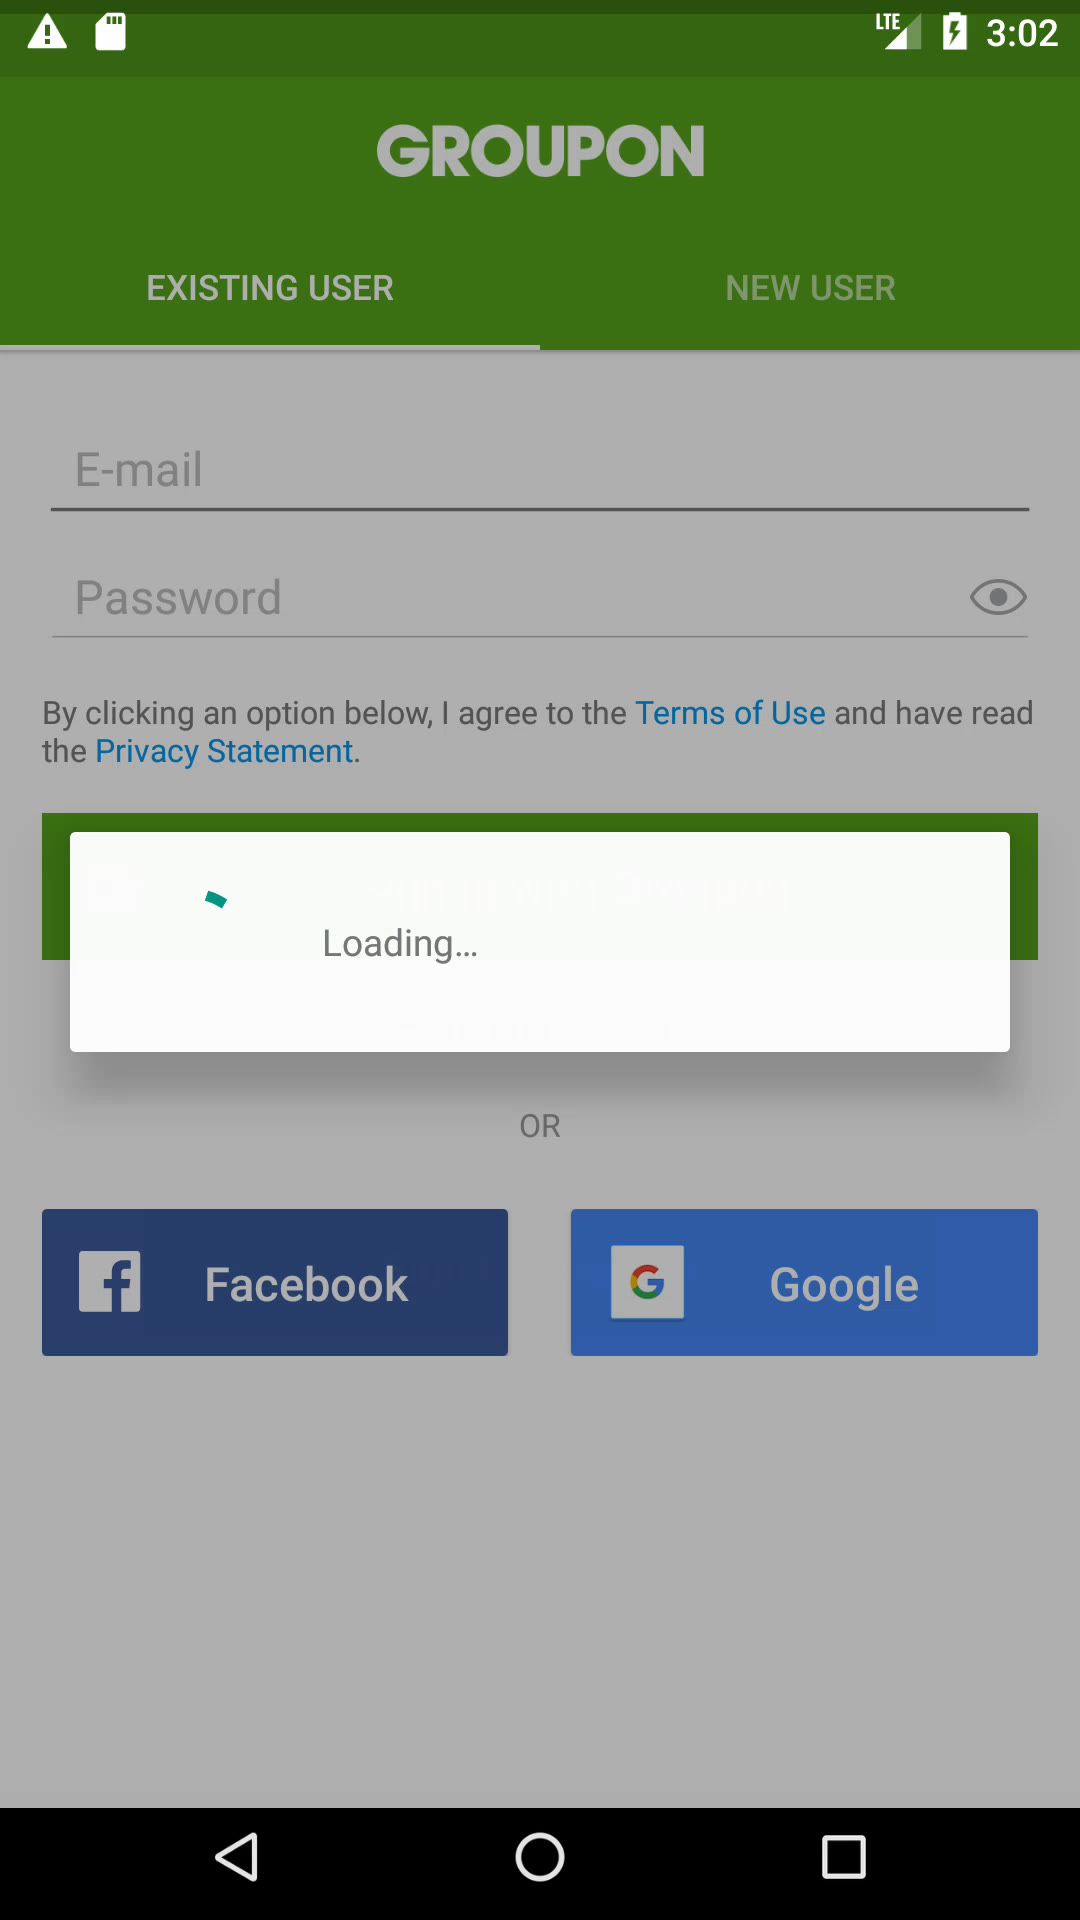 LTE 3:02
GROUPON
EXISTING USER NEW USER
E-mail
Password
By clicking an option below, I agree to the Terms of Use and have read
the Privacy Statement.
Loading...
OR
Facebook Google